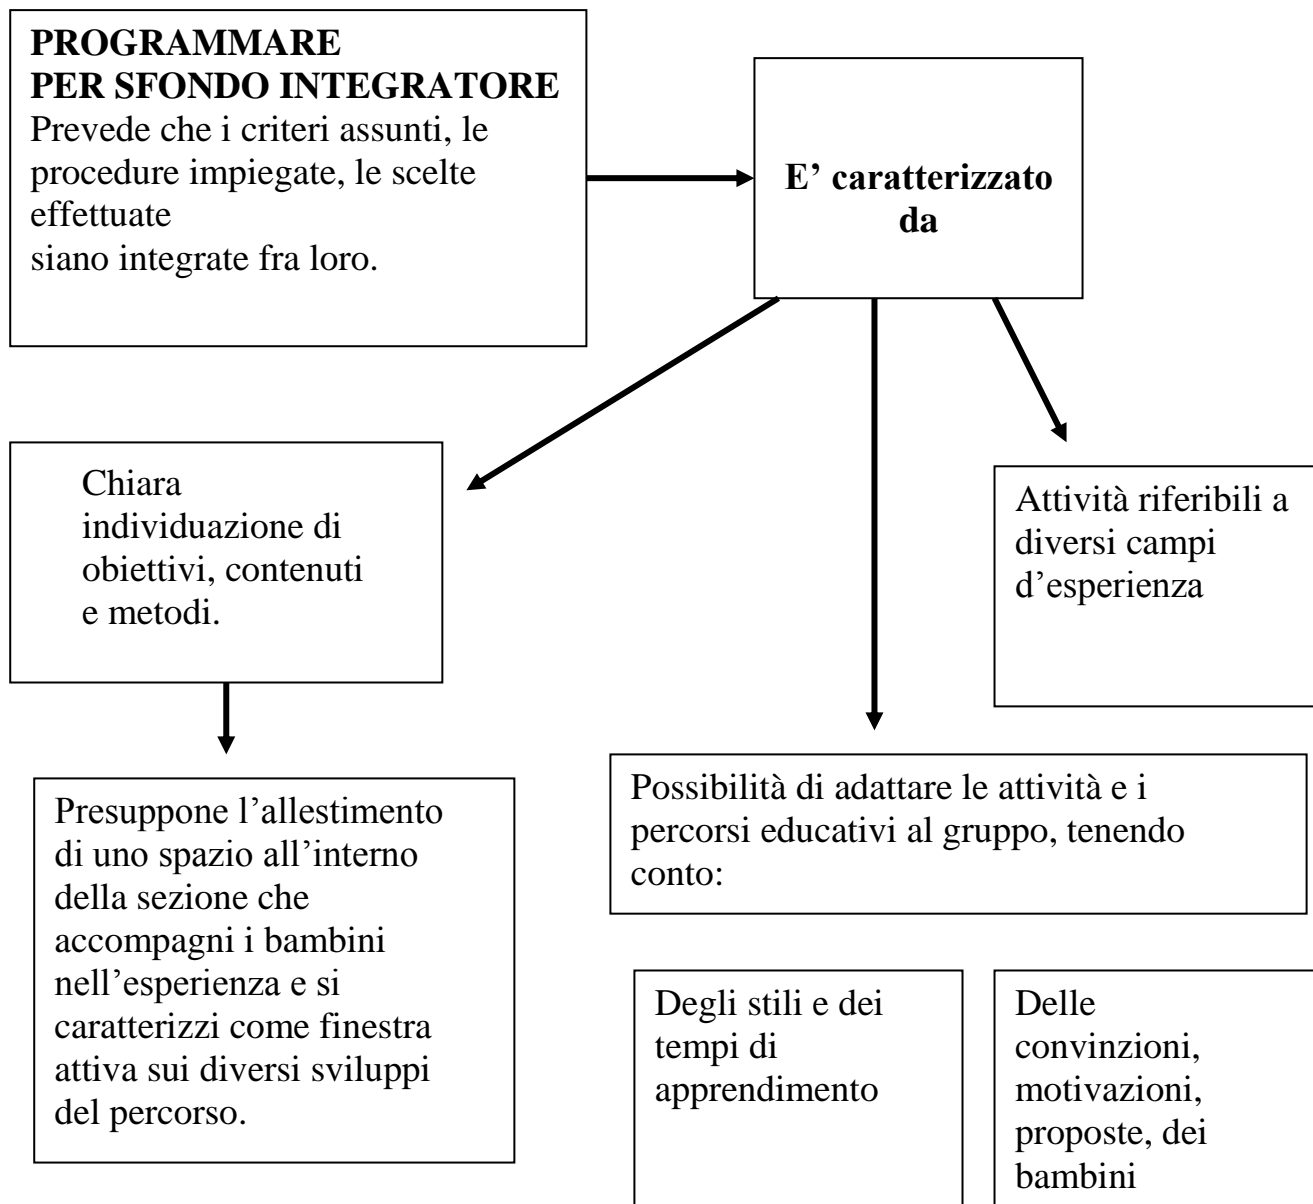 PROGRAMMARE
PER SFONDO INTEGRATORE
Prevede che i criteri assunti, le
procedure impiegate, le scelte
effettuate
siano integrate fra loro.
E’ caratterizzato
da
Chiara
individuazione di
obiettivi, contenuti
e metodi.
Attività riferibili a
diversi campi
d’esperienza
Presuppone l’allestimento
di uno spazio all’interno
della sezione che
accompagni i bambini
nell’esperienza e si
caratterizzi come finestra
attiva sui diversi sviluppi
del percorso.
Possibilità di adattare le attività e i
percorsi educativi al gruppo, tenendo
conto:
Degli stili e dei
tempi di
apprendimento
Delle
convinzioni,
motivazioni,
proposte, dei
bambini